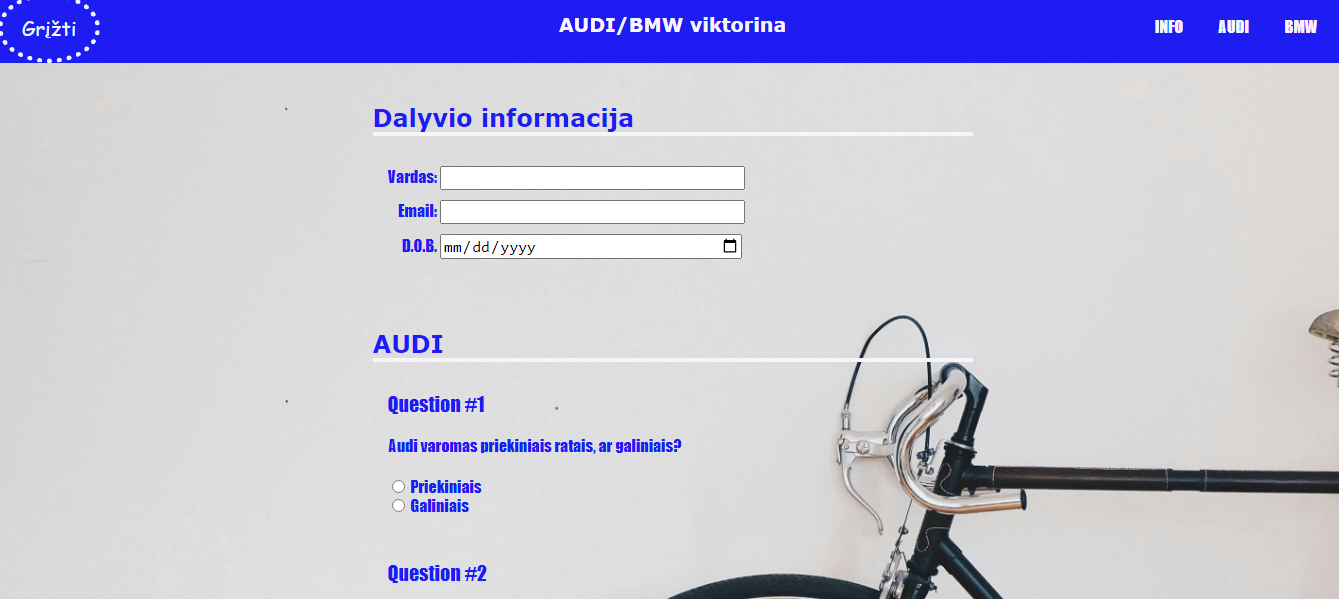 Grįžti
AUDI/BMW viktorina
INFO AUDI BMW
Dalyvio informacija
Vardas:
Email:
D.O.B. mm/dd/yyyy
AUDI
Question #1
Audi varomas priekiniais ratais, ar galiniais?
Priekiniais
Galiniais
Question #2